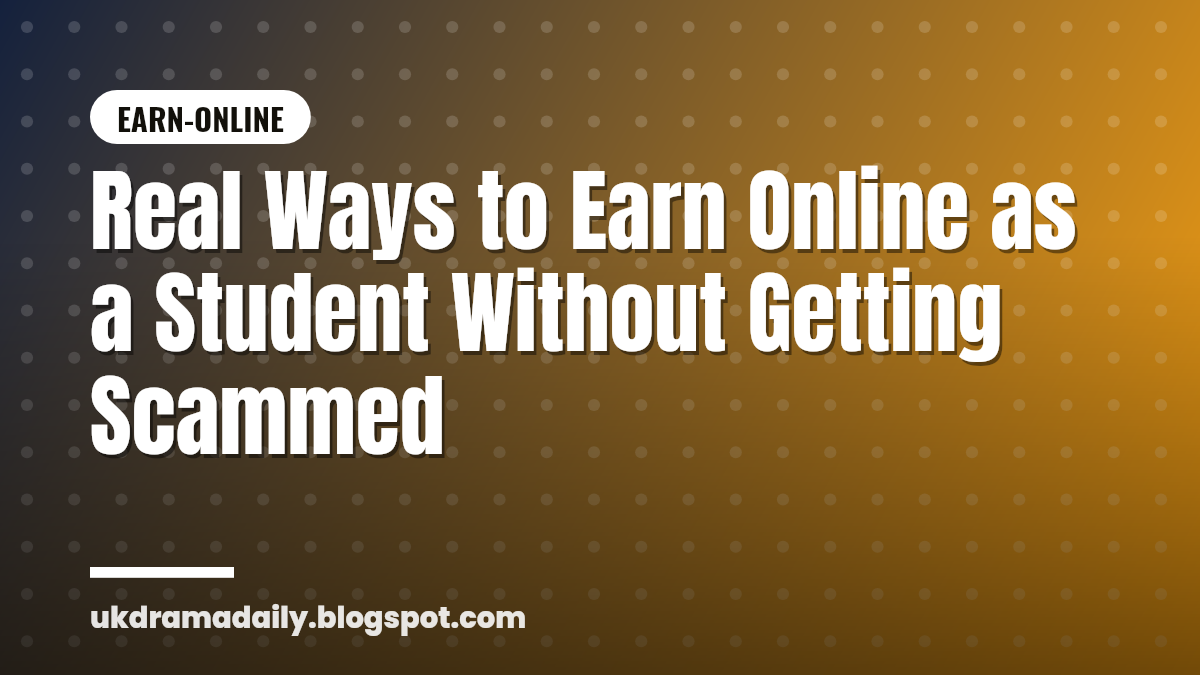 EARN-ONLINE
Real Ways to Earn Online as
a Student Without Getting
Scammed
ukdramadaily.blogspot.com